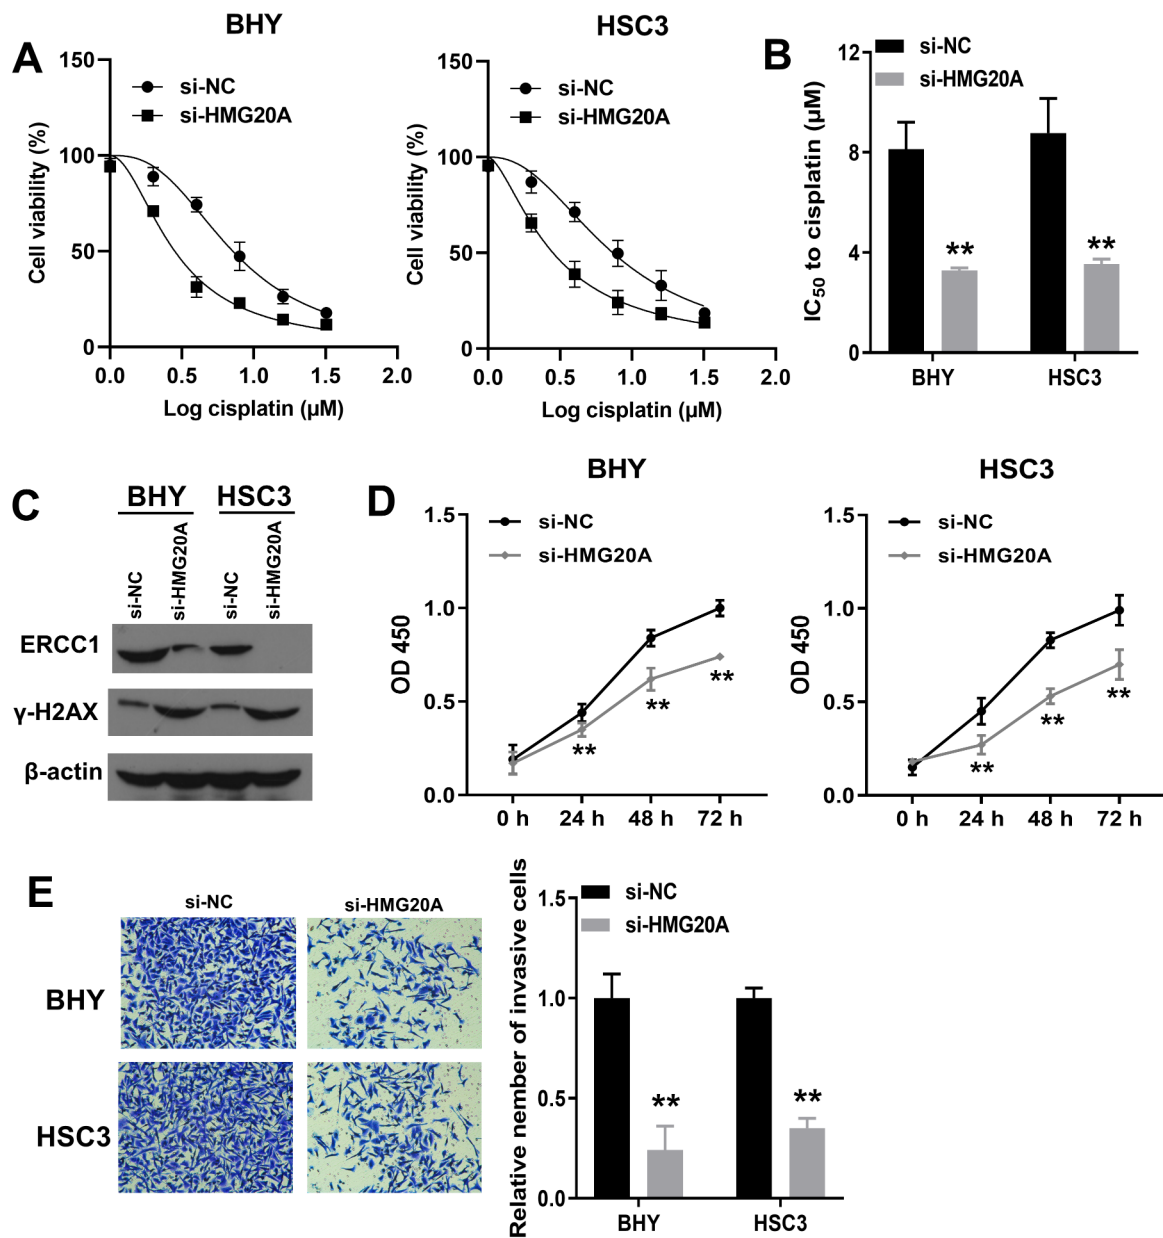 A
BHY
150
100
50
0
Cell viability (%)
si-NC
si-HMG20A
0.0 0.5 1.0 1.5 2.0
Log cisplatin (μM)
HSC3
150
100
50
0
Cell viability (%)
si-NC
si-HMG20A
0.0 0.5 1.0 1.5 2.0
Log cisplatin (μM)
B
si-NC
si-HMG20A
12
8
4
0
IC50 to cisplatin (μM)
**
**
BHY HSC3
C
BHY HSC3
si-NC
si-HMG20A
si-NC
si-HMG20A
ERCC1
γ-H2AX
β-actin
D
BHY
1.5
1.0
0.5
0.0
OD 450
si-NC
si-HMG20A
**
**
**
0 h 24 h 48 h 72 h
HSC3
1.5
1.0
0.5
0.0
OD 450
si-NC
si-HMG20A
**
**
**
0 h 24 h 48 h 72 h
E
si-NC si-HMG20A
BHY
HSC3
Relative nember of invasive cells
1.5
1.0
0.5
0.0
si-NC
si-HMG20A
**
**
BHY HSC3